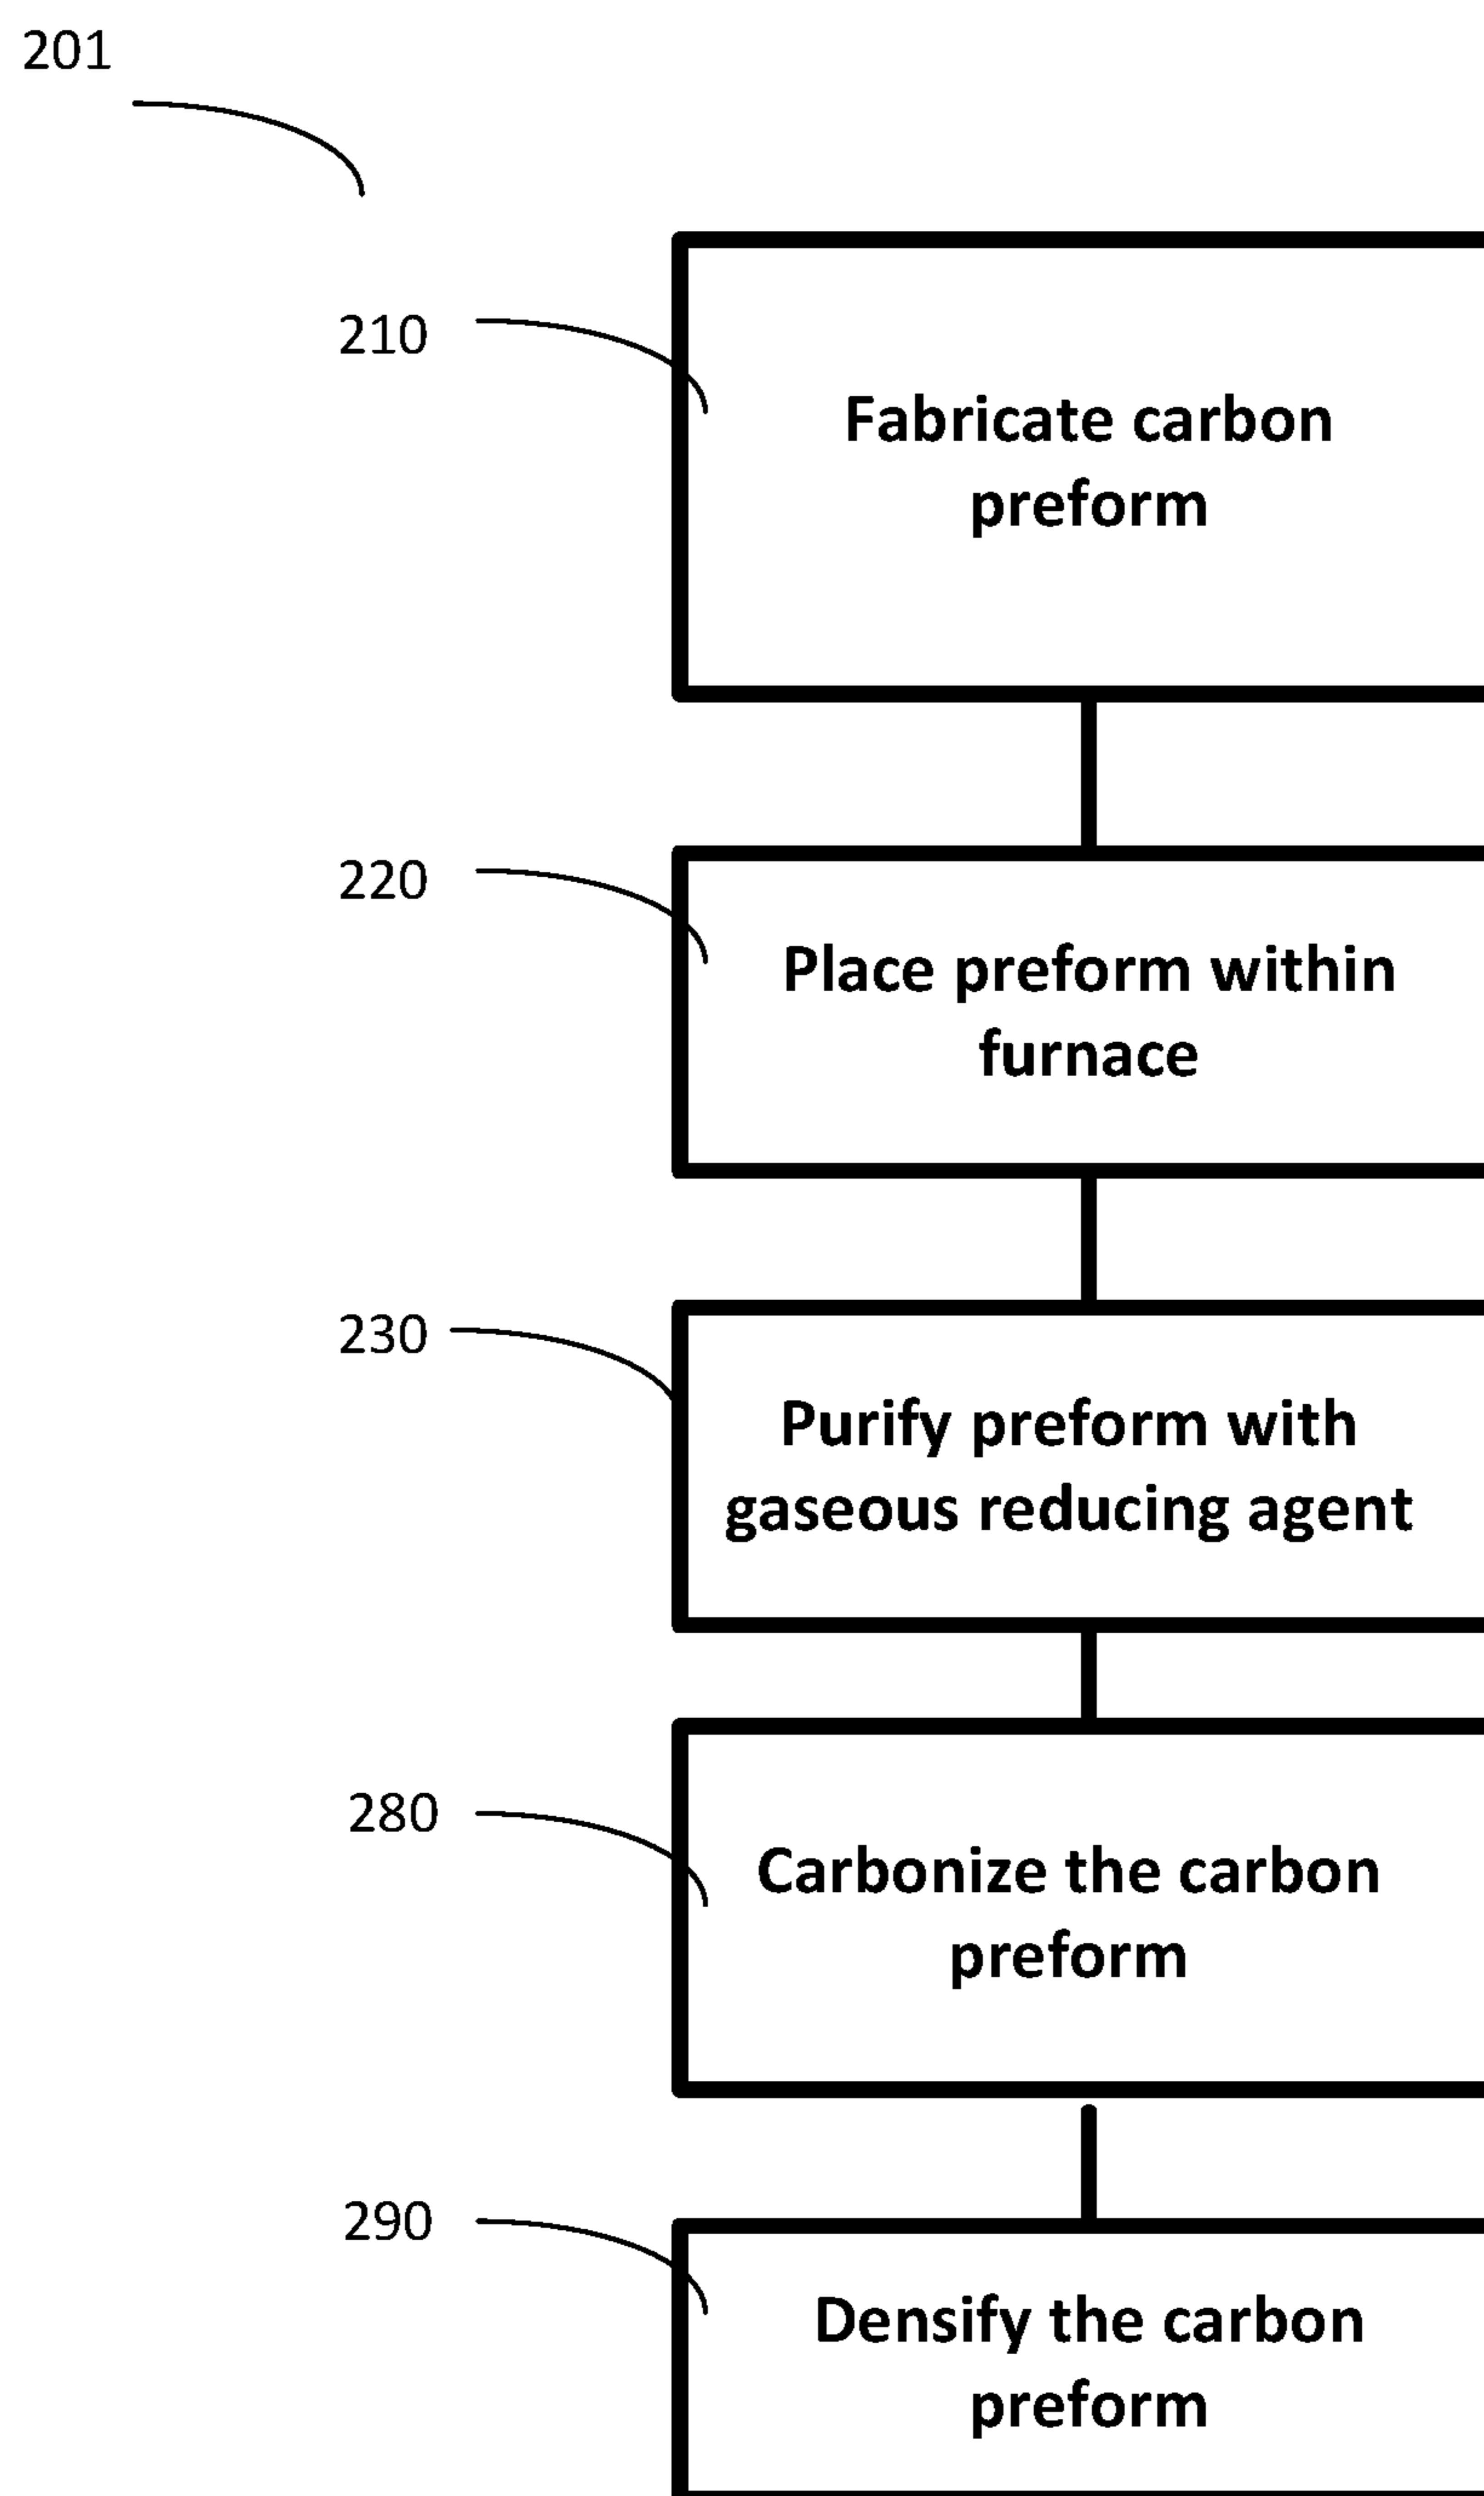 201
210
Fabricate carbon
preform
220
Place preform within
furnace
230
Purify preform with
gaseous reducing agent
280
Carbonize the carbon
preform
290
Densify the carbon
preform